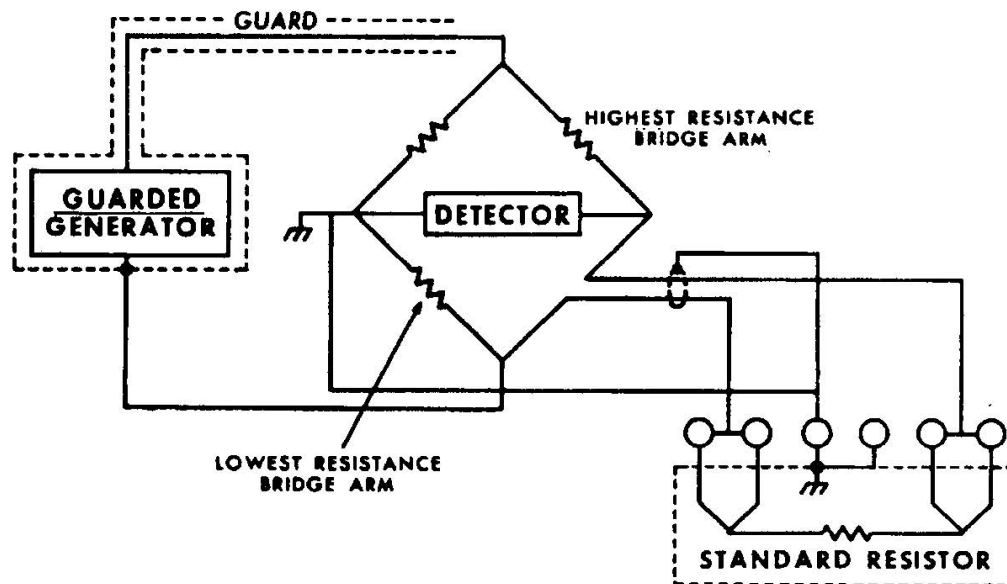 GUARD
HIGHEST RESISTANCE
BRIDGE ARM
GUARDED
GENERATOR
DETECTOR
LOWEST RESISTANCE
BRIDGE ARM
STANDARD RESISTOR